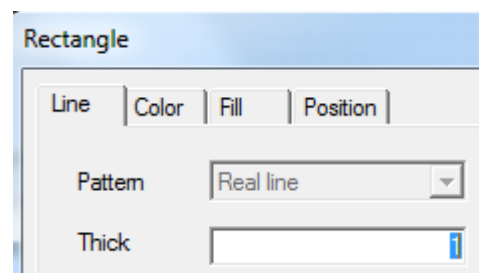 Rectangle
Line Color Fill Position
Pattern Real line
Thick 1